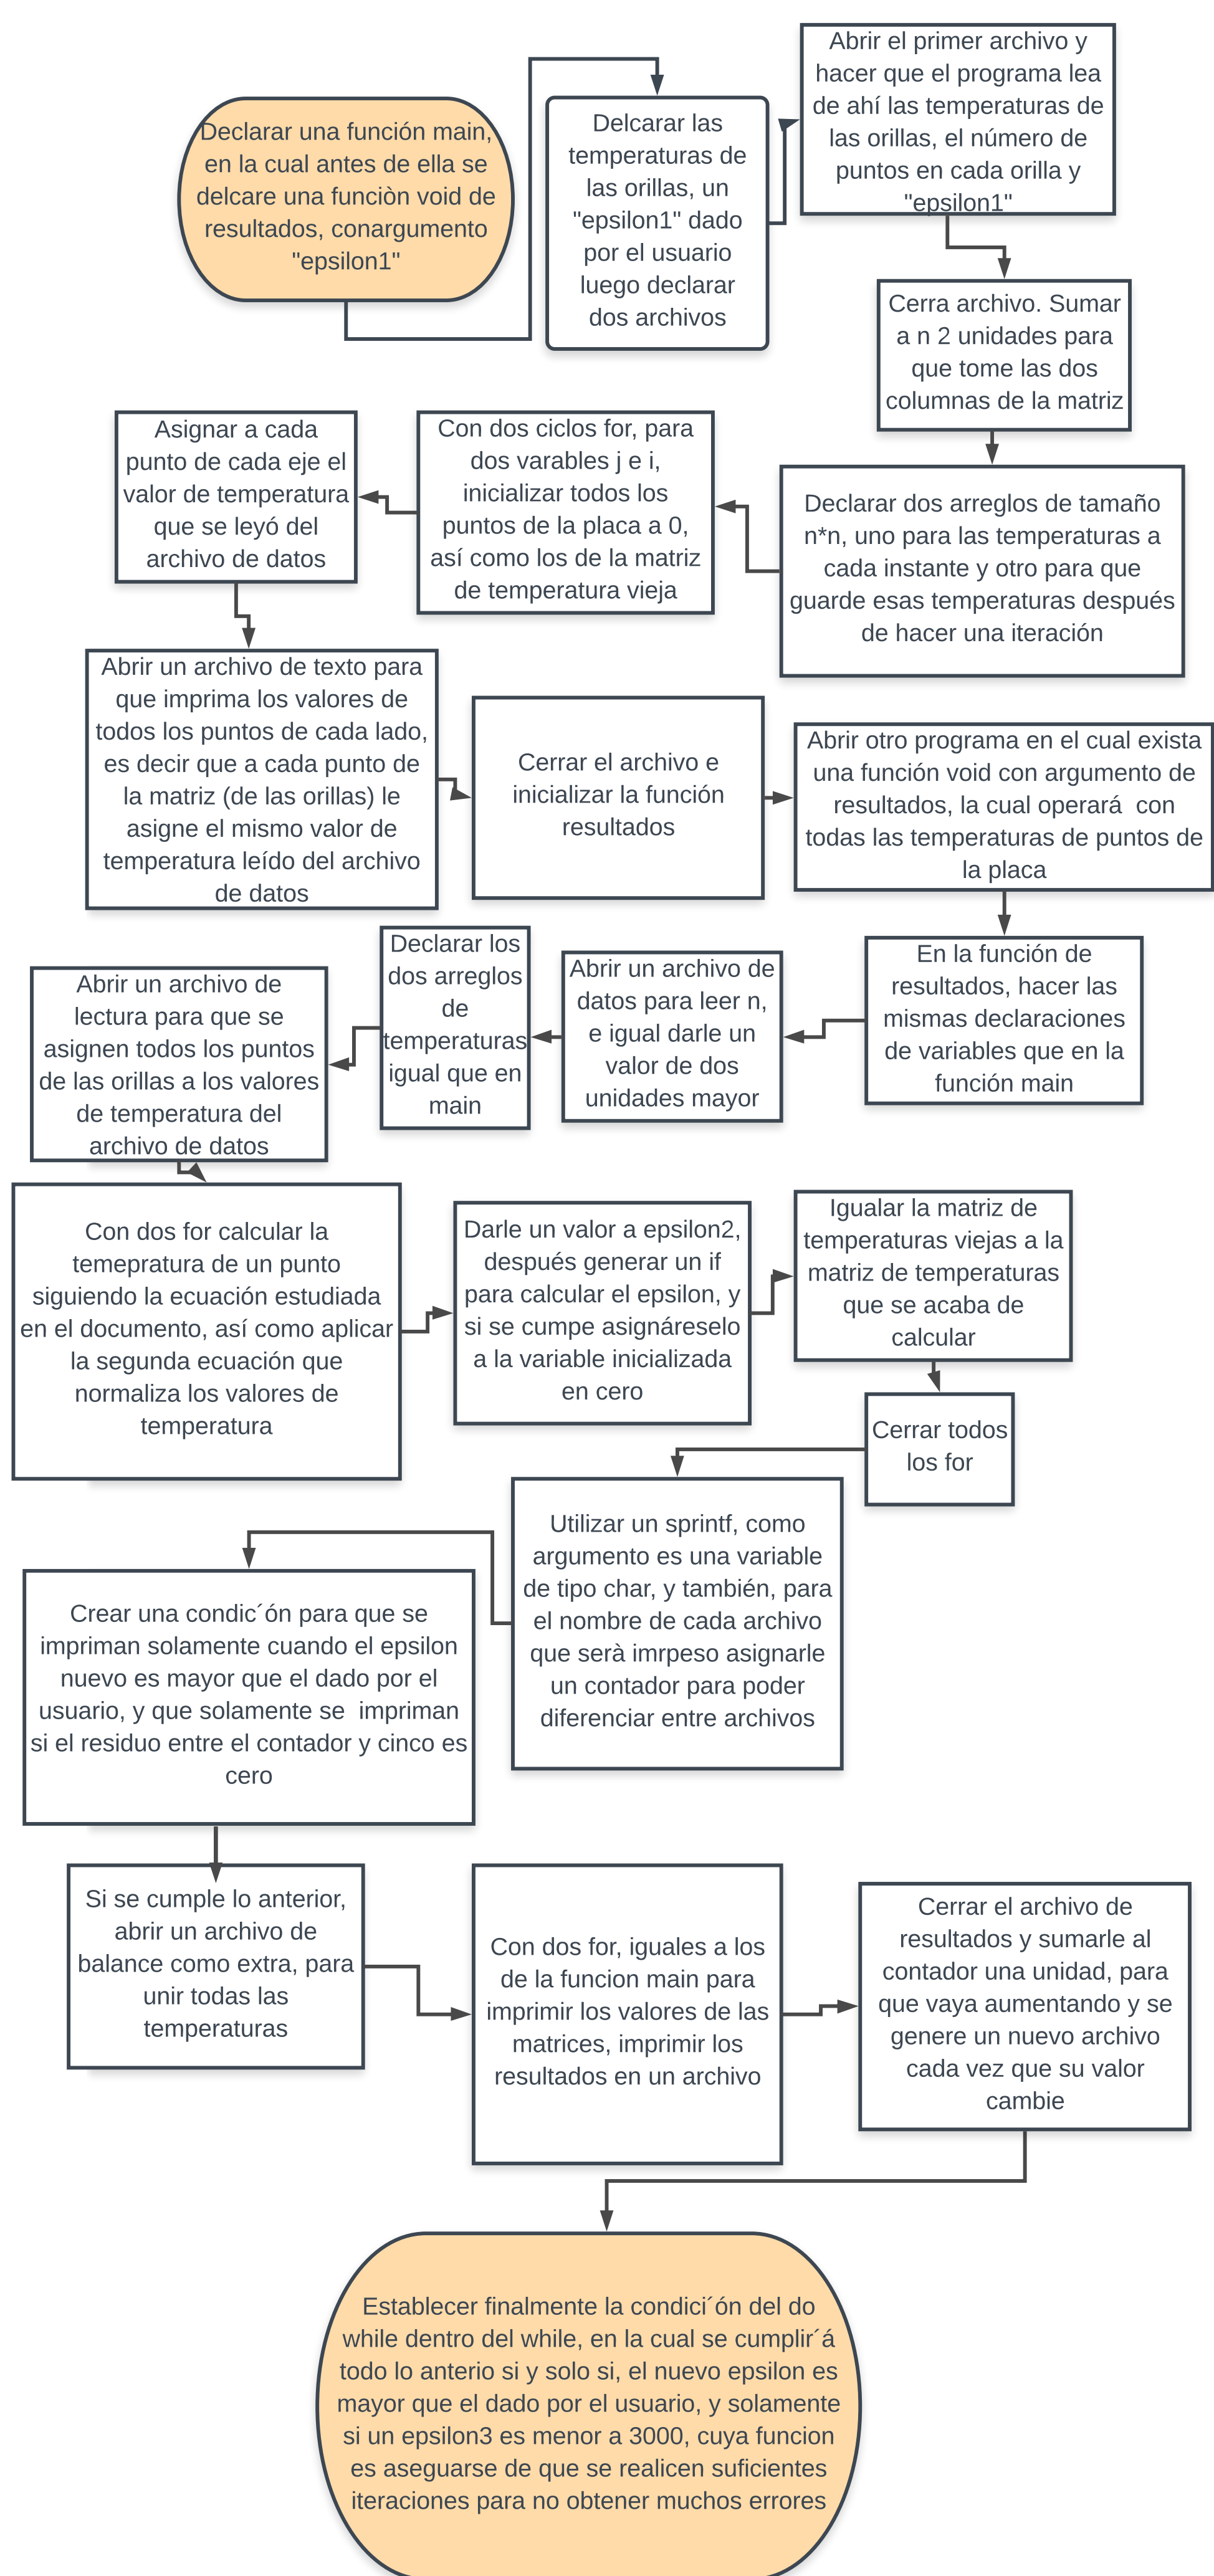 Declarar una función main,
en la cual antes de ella se
delcare una funciòn void de
resultados, conargumento
"epsilon1"
Delcarar las
temperaturas de
las orillas, un
"epsilon1" dado
por el usuario
luego declarar
dos archivos
Abrir el primer archivo y
hacer que el programa lea
de ahí las temperaturas de
las orillas, el número de
puntos en cada orilla y
"epsilon1"
Cerra archivo. Sumar
a n 2 unidades para
que tome las dos
columnas de la matriz
Declarar dos arreglos de tamaño
n*n, uno para las temperaturas a
cada instante y otro para que
guarde esas temperaturas después
de hacer una iteración
Con dos ciclos for, para
dos varables j e i,
inicializar todos los
puntos de la placa a 0,
así como los de la matriz
de temperatura vieja
Asignar a cada
punto de cada eje el
valor de temperatura
que se leyó del
archivo de datos
Abrir un archivo de texto para
que imprima los valores de
todos los puntos de cada lado,
es decir que a cada punto de
la matriz (de las orillas) le
asigne el mismo valor de
temperatura leído del archivo
de datos
Cerrar el archivo e
inicializar la función
resultados
Abrir otro programa en el cual exista
una función void con argumento de
resultados, la cual operará  con
todas las temperaturas de puntos de
la placa
En la función de
resultados, hacer las
mismas declaraciones
de variables que en la
función main
Abrir un archivo de
datos para leer n,
e igual darle un
valor de dos
unidades mayor
Declarar los
dos arreglos
de
temperaturas
igual que en
main
Abrir un archivo de
lectura para que se
asignen todos los puntos
de las orillas a los valores
de temperatura del
archivo de datos
Con dos for calcular la
temepratura de un punto
siguiendo la ecuación estudiada
en el documento, así como aplicar
la segunda ecuación que
normaliza los valores de
temperatura
Darle un valor a epsilon2,
después generar un if
para calcular el epsilon, y
si se cumpe asignáreselo
a la variable inicializada
en cero
Igualar la matriz de
temperaturas viejas a la
matriz de temperaturas
que se acaba de
calcular
Cerrar todos
los for
Utilizar un sprintf, como
argumento es una variable
de tipo char, y también, para
el nombre de cada archivo
que serà imrpeso asignarle
un contador para poder
diferenciar entre archivos
Crear una condic´ón para que se
impriman solamente cuando el epsilon
nuevo es mayor que el dado por el
usuario, y que solamente se  impriman
si el residuo entre el contador y cinco es
cero
Si se cumple lo anterior,
abrir un archivo de
balance como extra, para
unir todas las
temperaturas
Con dos for, iguales a los
de la funcion main para
imprimir los valores de las
matrices, imprimir los
resultados en un archivo
Cerrar el archivo de
resultados y sumarle al
contador una unidad, para
que vaya aumentando y se
genere un nuevo archivo
cada vez que su valor
cambie
Establecer finalmente la condici´ón del do
while dentro del while, en la cual se cumplir´á
todo lo anterio si y solo si, el nuevo epsilon es
mayor que el dado por el usuario, y solamente
si un epsilon3 es menor a 3000, cuya funcion
es aseguarse de que se realicen suficientes
iteraciones para no obtener muchos errores